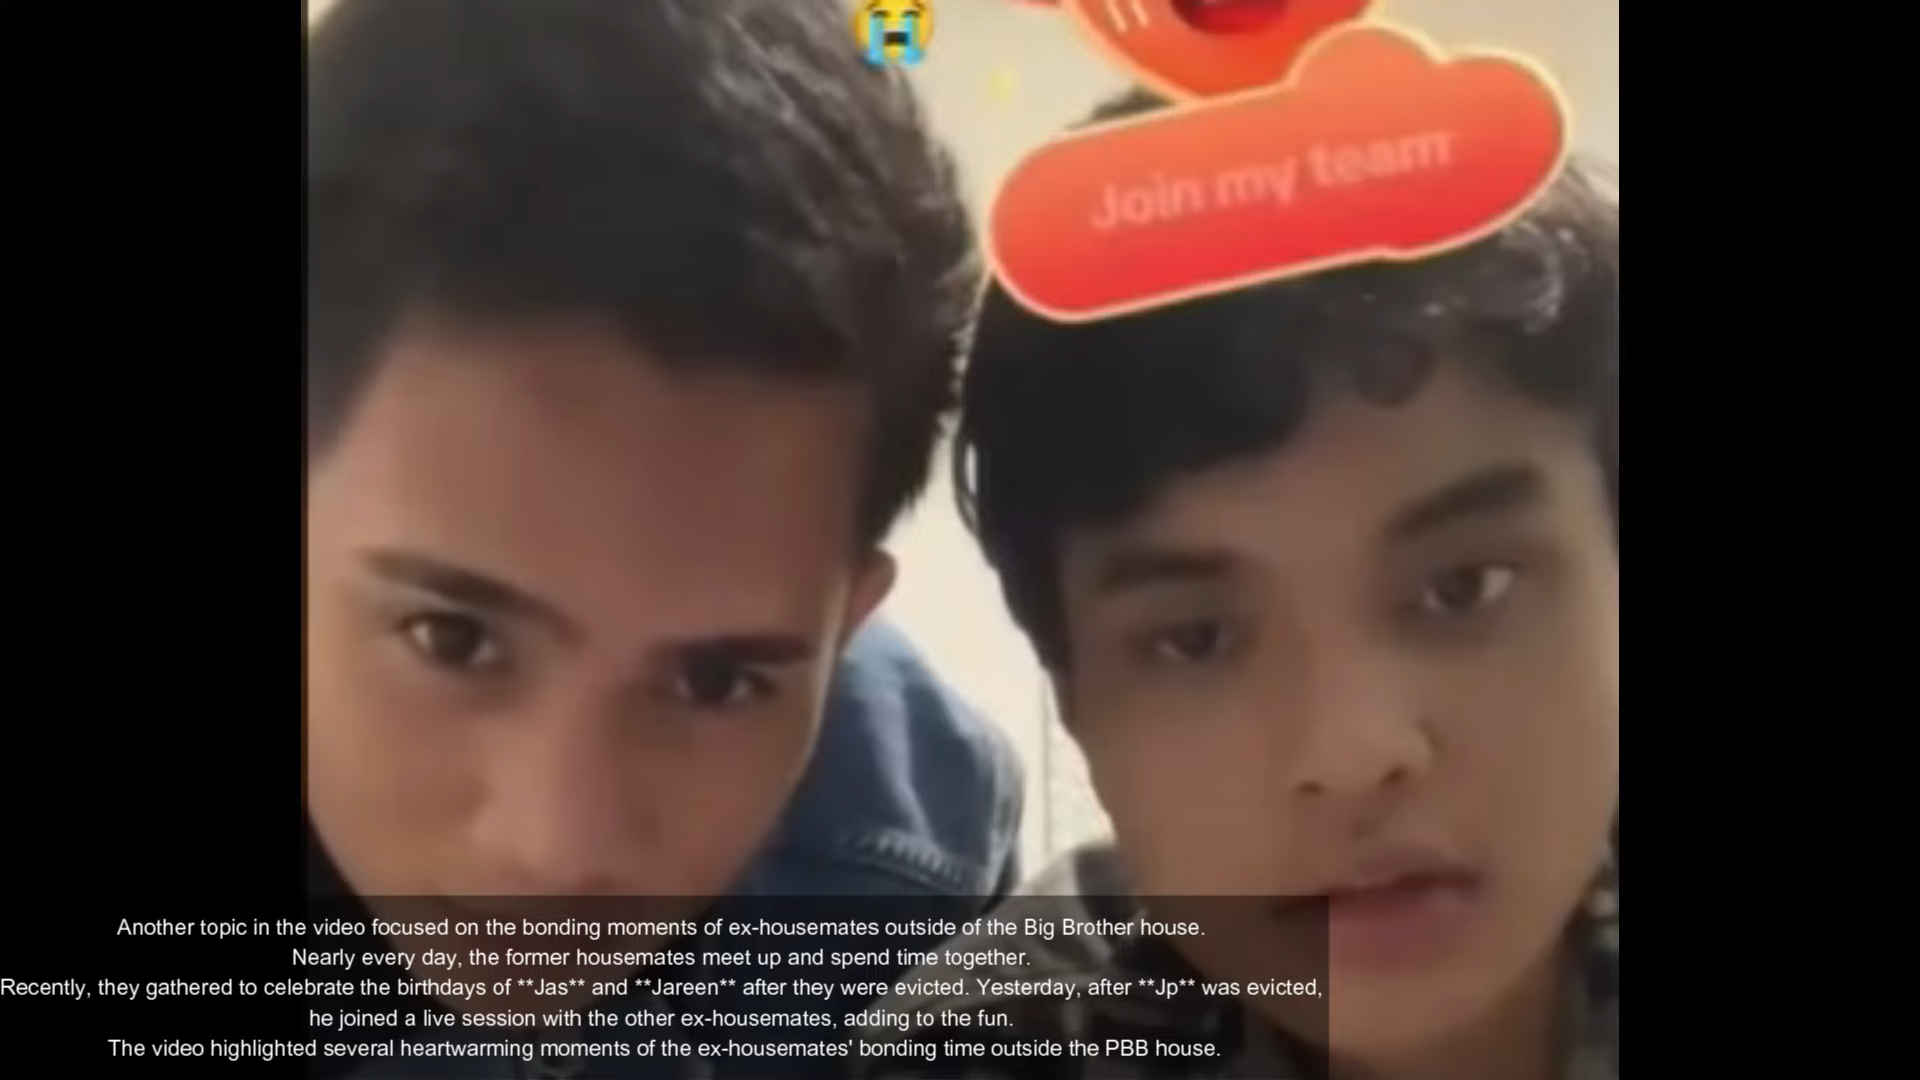 Join my team
Another topic in the video focused on the bonding moments of ex-housemates outside of the Big Brother house.
Nearly every day, the former housemates meet up and spend time together.
Recently, they gathered to celebrate the birthdays of **Jas** and **Jareen** after they were evicted. Yesterday, after **Jp** was evicted,
he joined a live session with the other ex-housemates, adding to the fun.
The video highlighted several heartwarming moments of the ex-housemates' bonding time outside the PBB house.